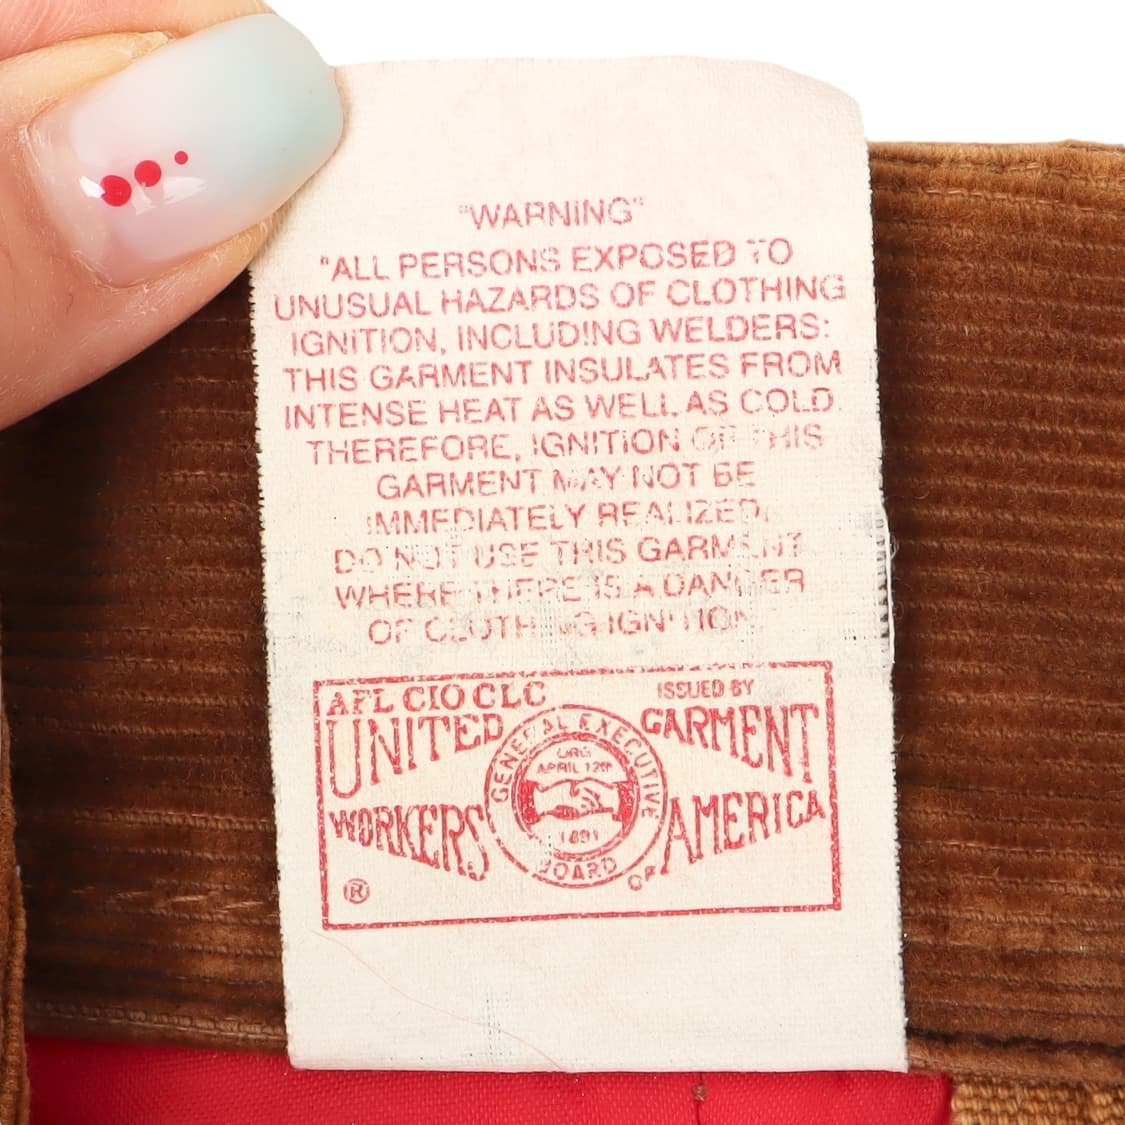 "WARNING"
"ALL PERSONS EXPOSED TO
UNUSUAL HAZARDS OF CLOTHING
IGNITION, INCLUDING WELDERS:
THIS GARMENT INSULATES FROM
INTENSE HEAT AS WELL AS COLD.
THEREFORE, IGNITION OF THIS
GARMENT MAY NOT BE
IMMEDIATELY REALIZED.
DO NOT USE THIS GARMENT
WHERE THERE IS A DANGER
OF CLOTHING IGNITION.
AFL CIO CLC
ISSUED BY
UNITED GARMENT
WORKERS OF AMERICA
GENERAL EXECUTIVE BOARD
ORG
APRIL 12TH
1891
®